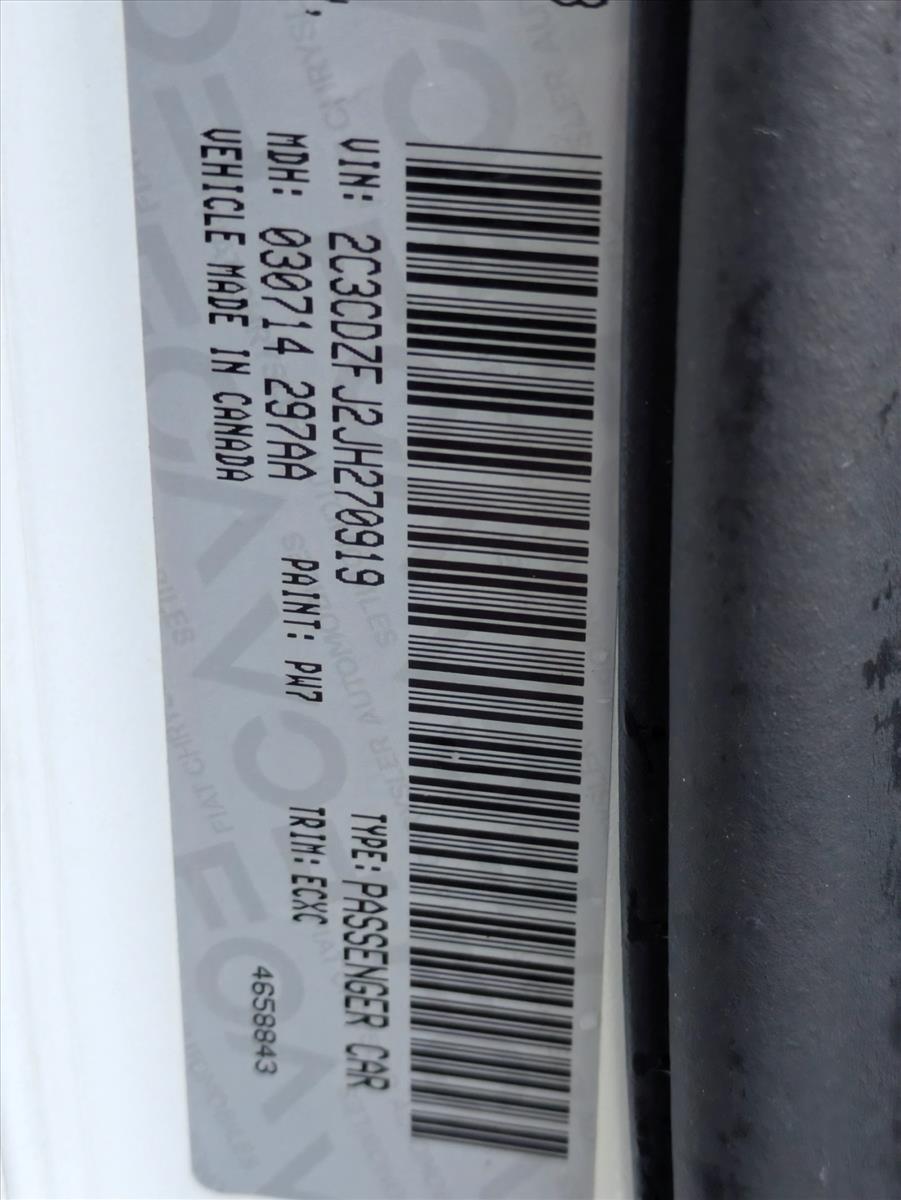 VIN: 2C3CDZFJ2JH270919 TYPE: PASSENGER CAR
MDH: 030714 297AA PAINT: PW7 TRIM: ECXC
VEHICLE MADE IN CANADA 4658843